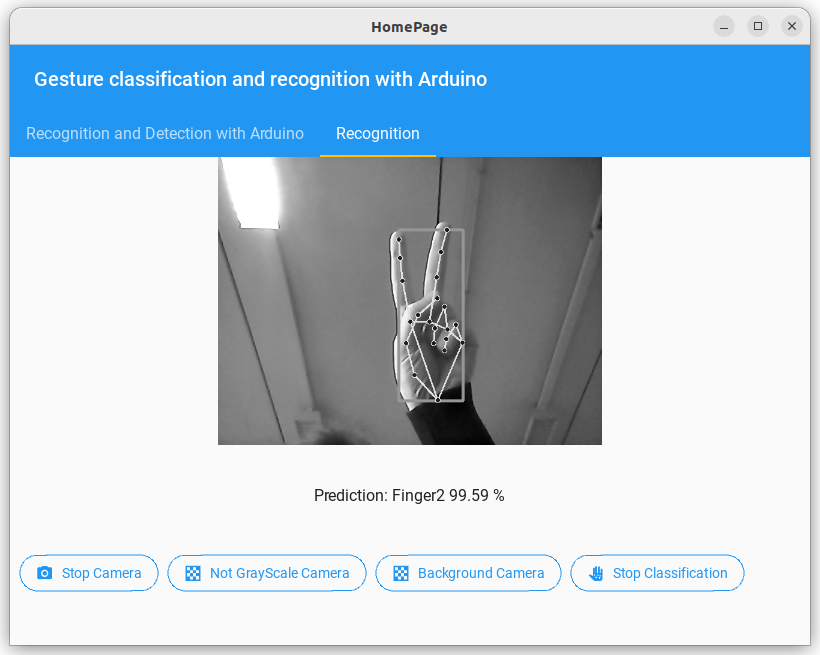 HomePage
Gesture classification and recognition with Arduino
Recognition and Detection with Arduino
Recognition
Prediction: Finger2 99.59 %
Stop Camera
Not GrayScale Camera
Background Camera
Stop Classification